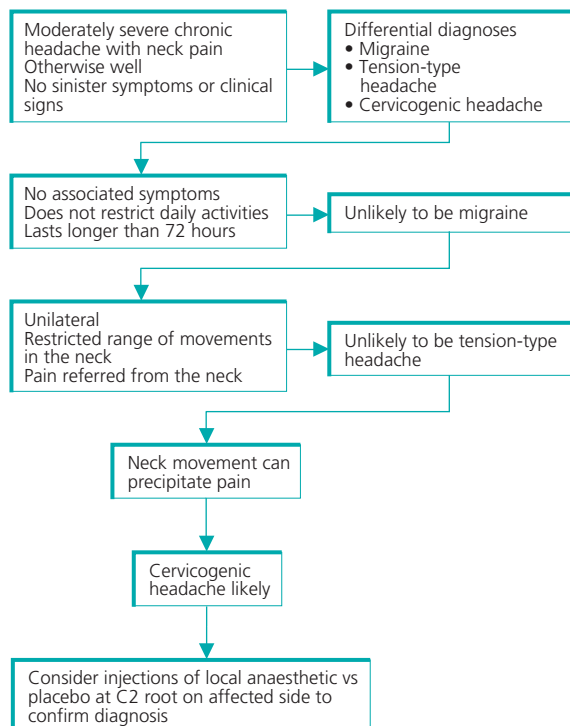 Moderately severe chronic
headache with neck pain
Otherwise well
No sinister symptoms or clinical
signs
Differential diagnoses
• Migraine
• Tension-type
headache
• Cervicogenic headache
No associated symptoms
Does not restrict daily activities
Lasts longer than 72 hours
Unlikely to be migraine
Unilateral
Restricted range of movements
in the neck
Pain referred from the neck
Unlikely to be tension-type
headache
Neck movement can
precipitate pain
Cervicogenic
headache likely
Consider injections of local anaesthetic vs
placebo at C2 root on affected side to
confirm diagnosis